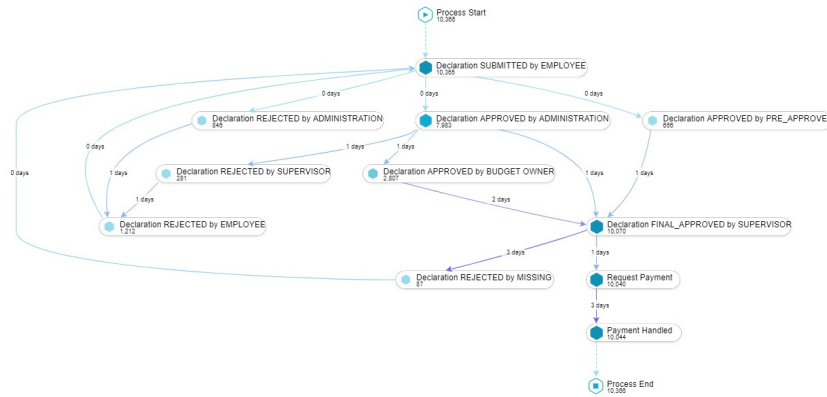 Process Start
10,366
Declaration SUBMITTED by EMPLOYEE
10,365
0 days
0 days
0 days
Declaration REJECTED by ADMINISTRATION
846
Declaration APPROVED by ADMINISTRATION
7,983
Declaration APPROVED by PRE_APPROVE
666
0 days
1 days
1 days
0 days
1 days
1 days
1 days
Declaration REJECTED by SUPERVISOR
281
Declaration APPROVED by BUDGET OWNER
2,807
1 days
2 days
Declaration REJECTED by EMPLOYEE
1,212
Declaration FINAL_APPROVED by SUPERVISOR
10,070
3 days
1 days
Declaration REJECTED by MISSING
87
Request Payment
10,040
3 days
Payment Handled
10,044
Process End
10,366